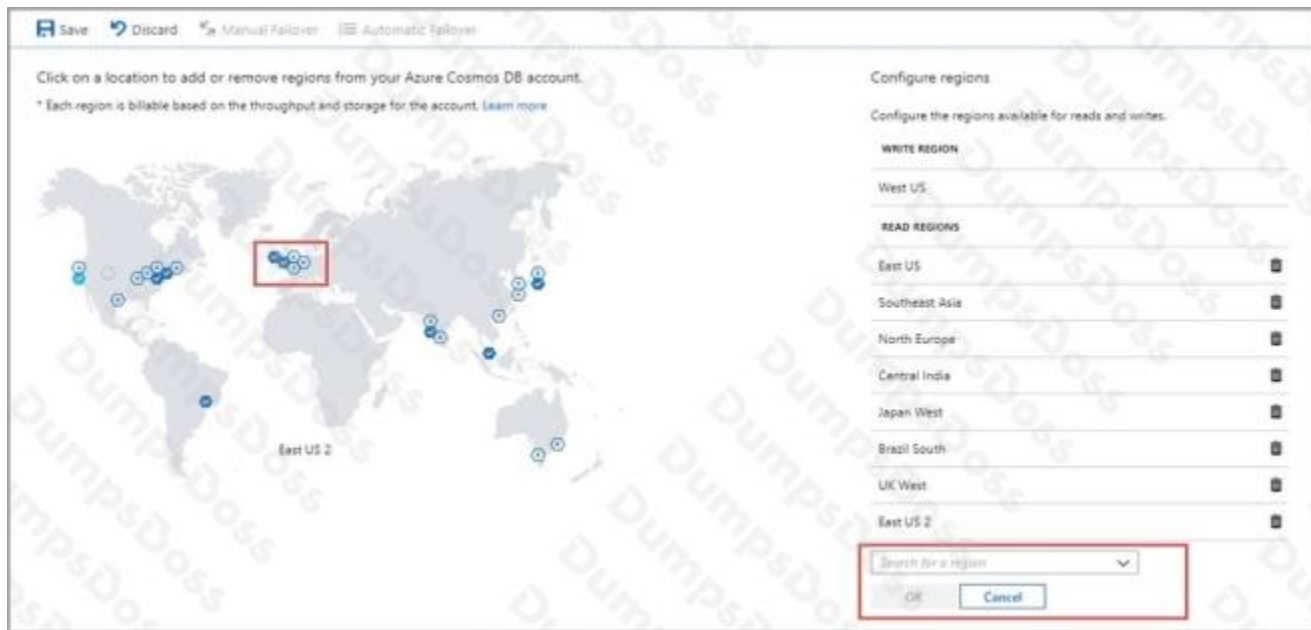 Save Discard Manual Failover Automatic Failover
Click on a location to add or remove regions from your Azure Cosmos DB account.
* Each region is billable based on the throughput and storage for the account. Learn more
East US 2
Configure regions
Configure the regions available for reads and writes.
WRITE REGION
West US
READ REGIONS
East US
Southeast Asia
North Europe
Central India
Japan West
Brazil South
UK West
East US 2
Search for a region
OK Cancel
DumpsDoss